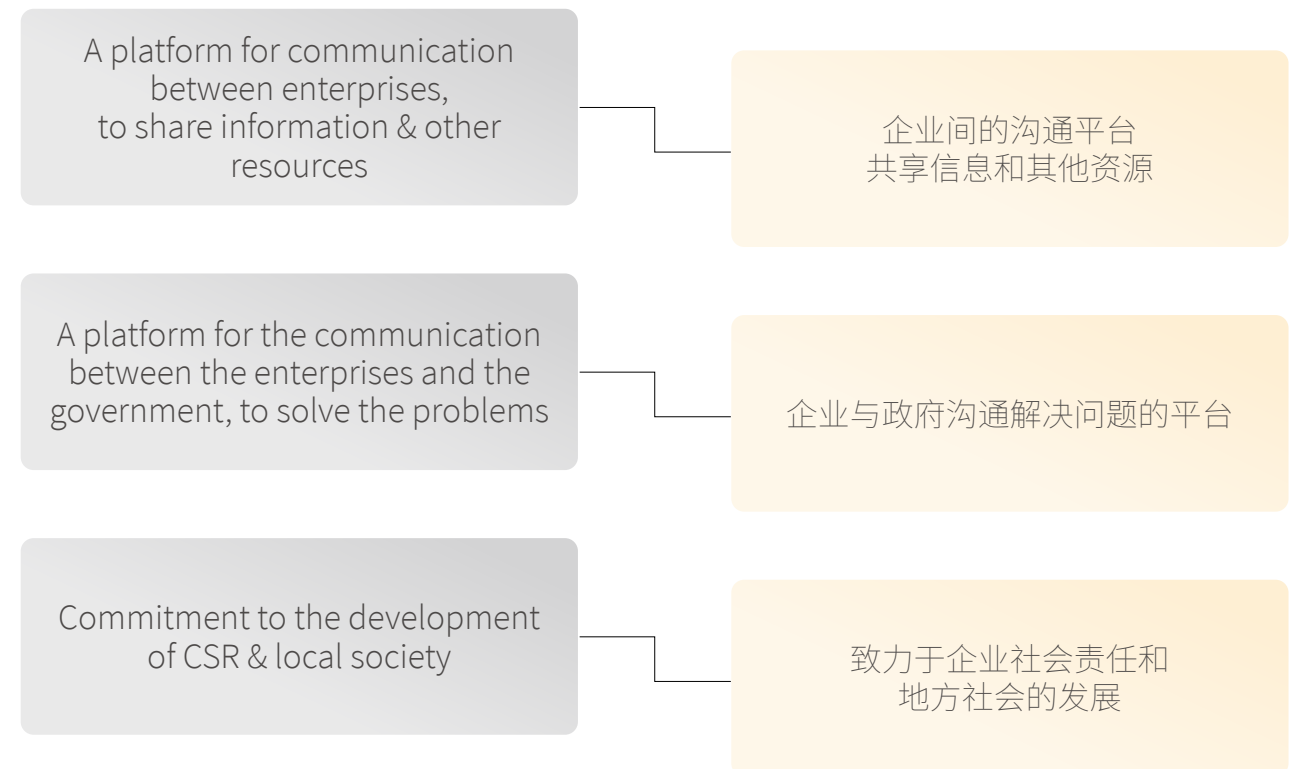 A platform for communication
between enterprises,
to share information & other
resources
企业间的沟通平台
共享信息和其他资源
A platform for the communication
between the enterprises and the
government, to solve the problems
企业与政府沟通解决问题的平台
Commitment to the development
of CSR & local society
致力于企业社会责任和
地方社会的发展